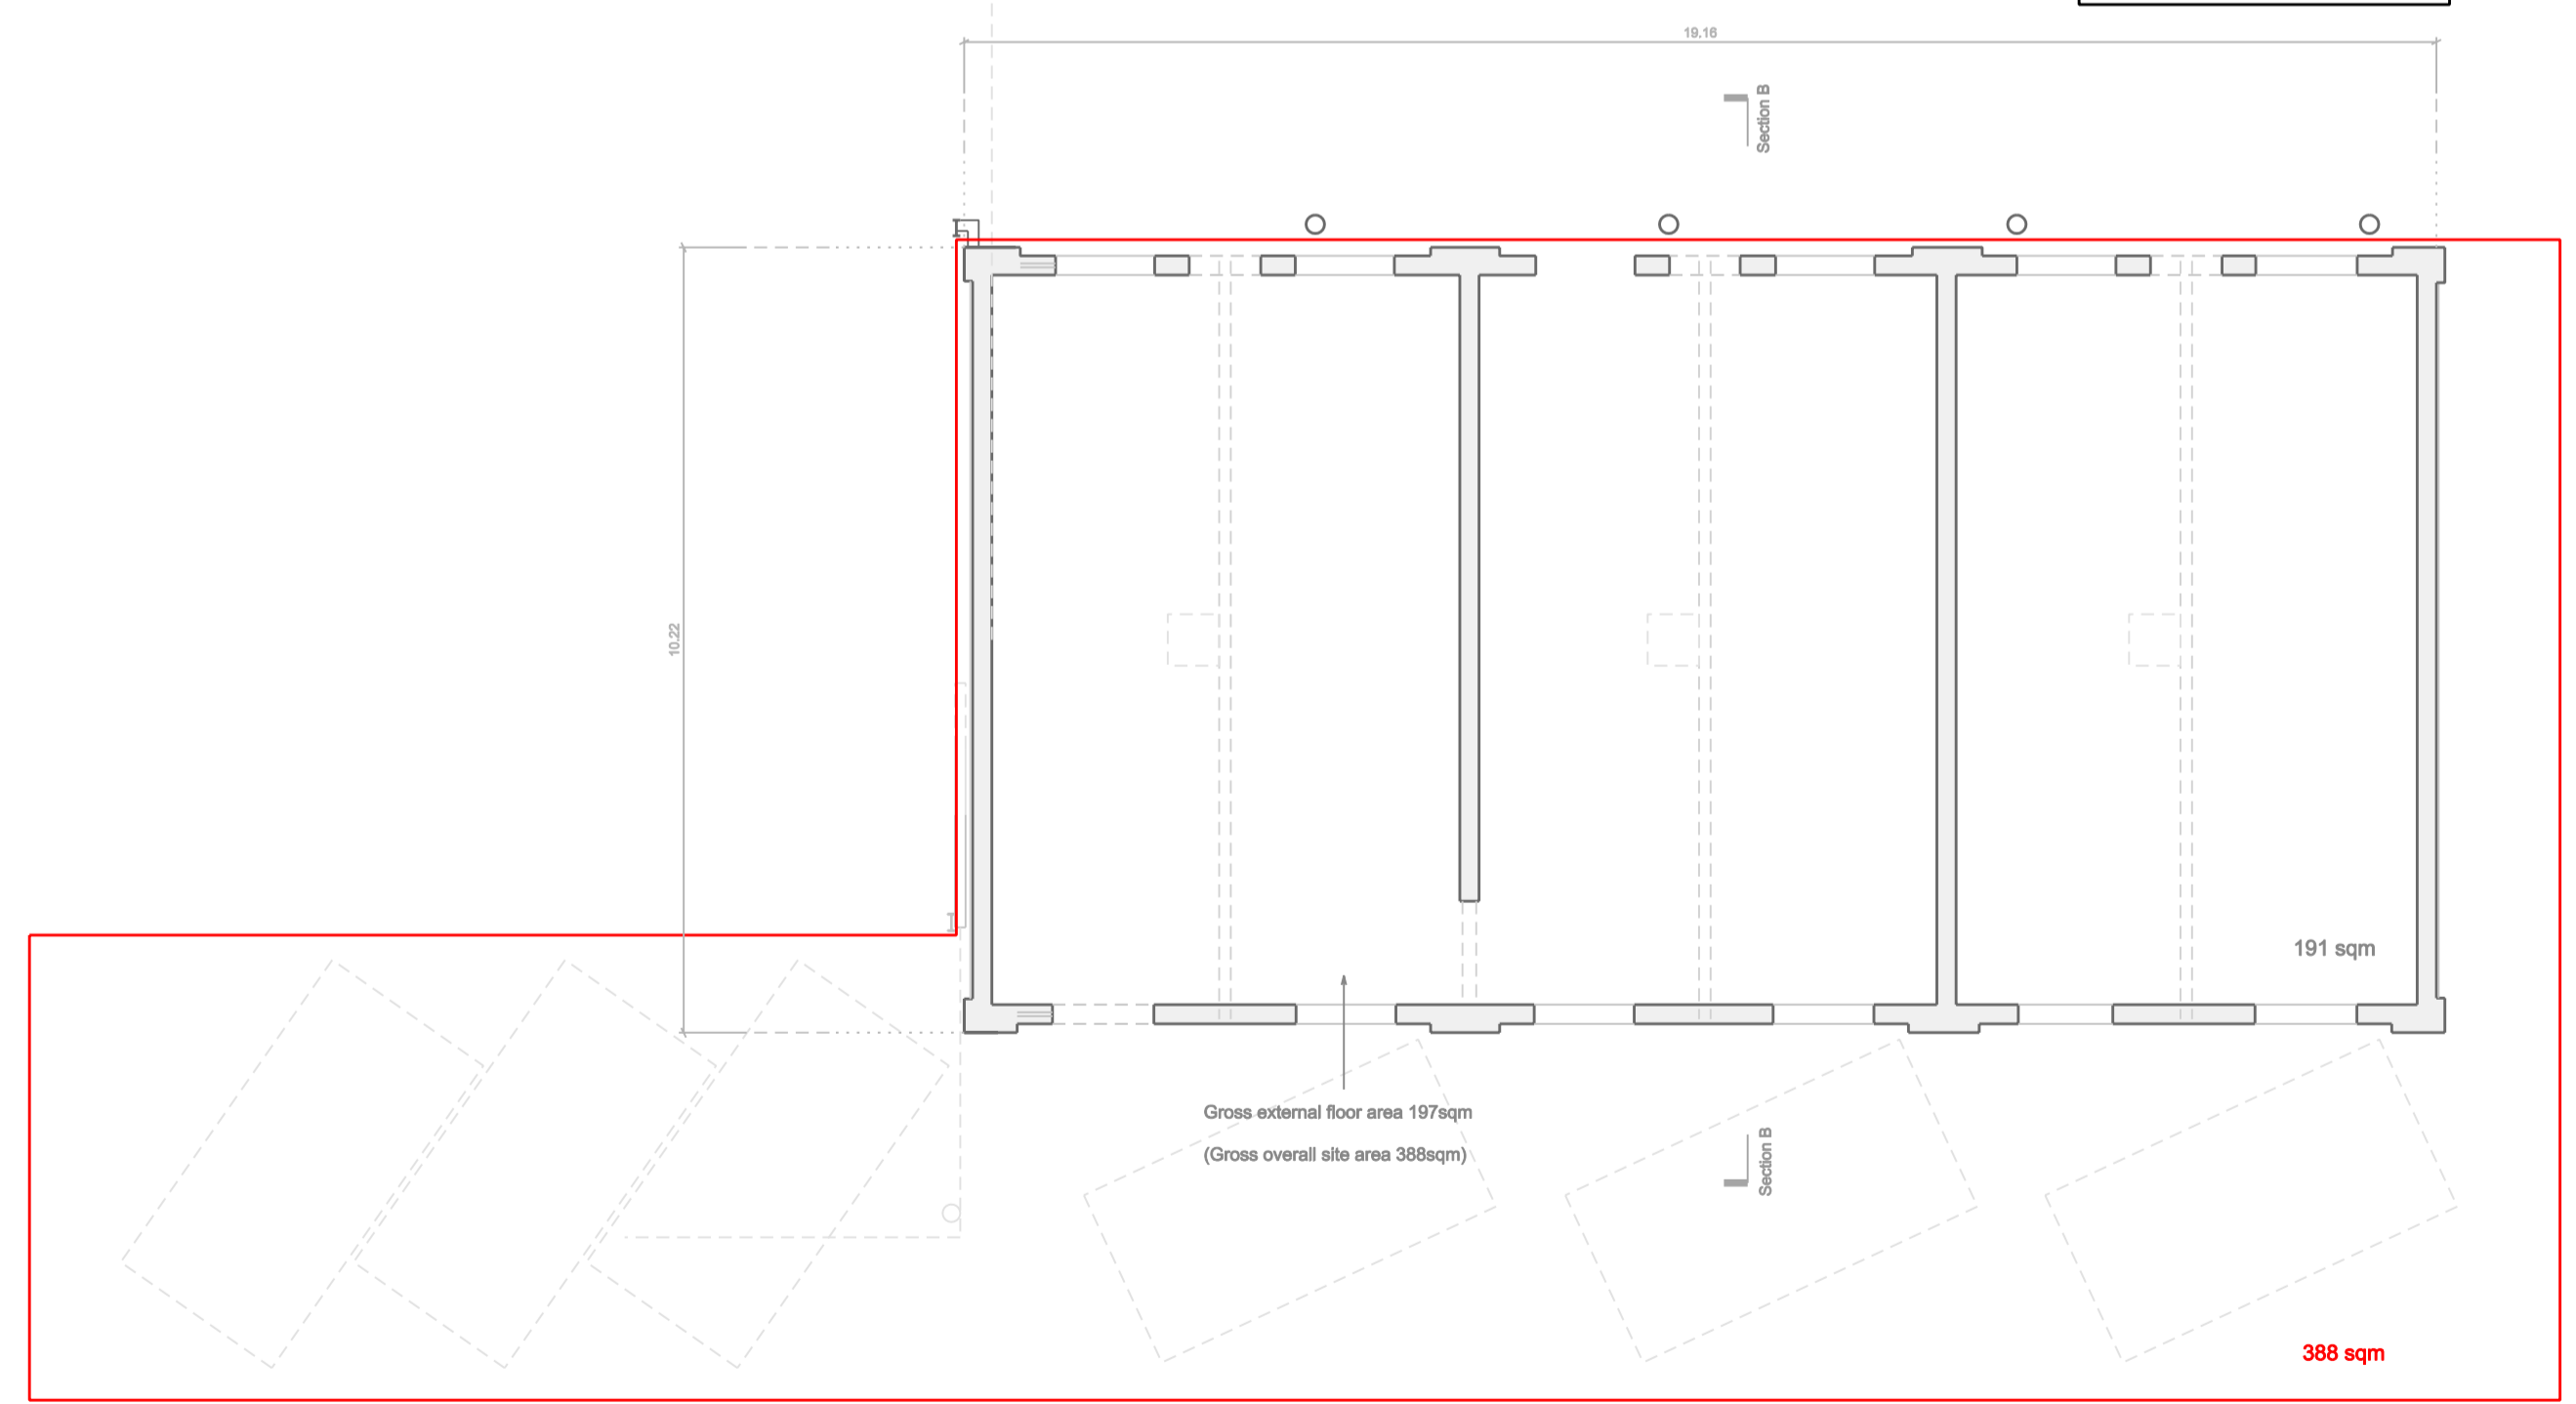 19.16
Section B
10.22
191 sqm
Gross external floor area 197sqm
(Gross overall site area 388sqm)
Section B
388 sqm